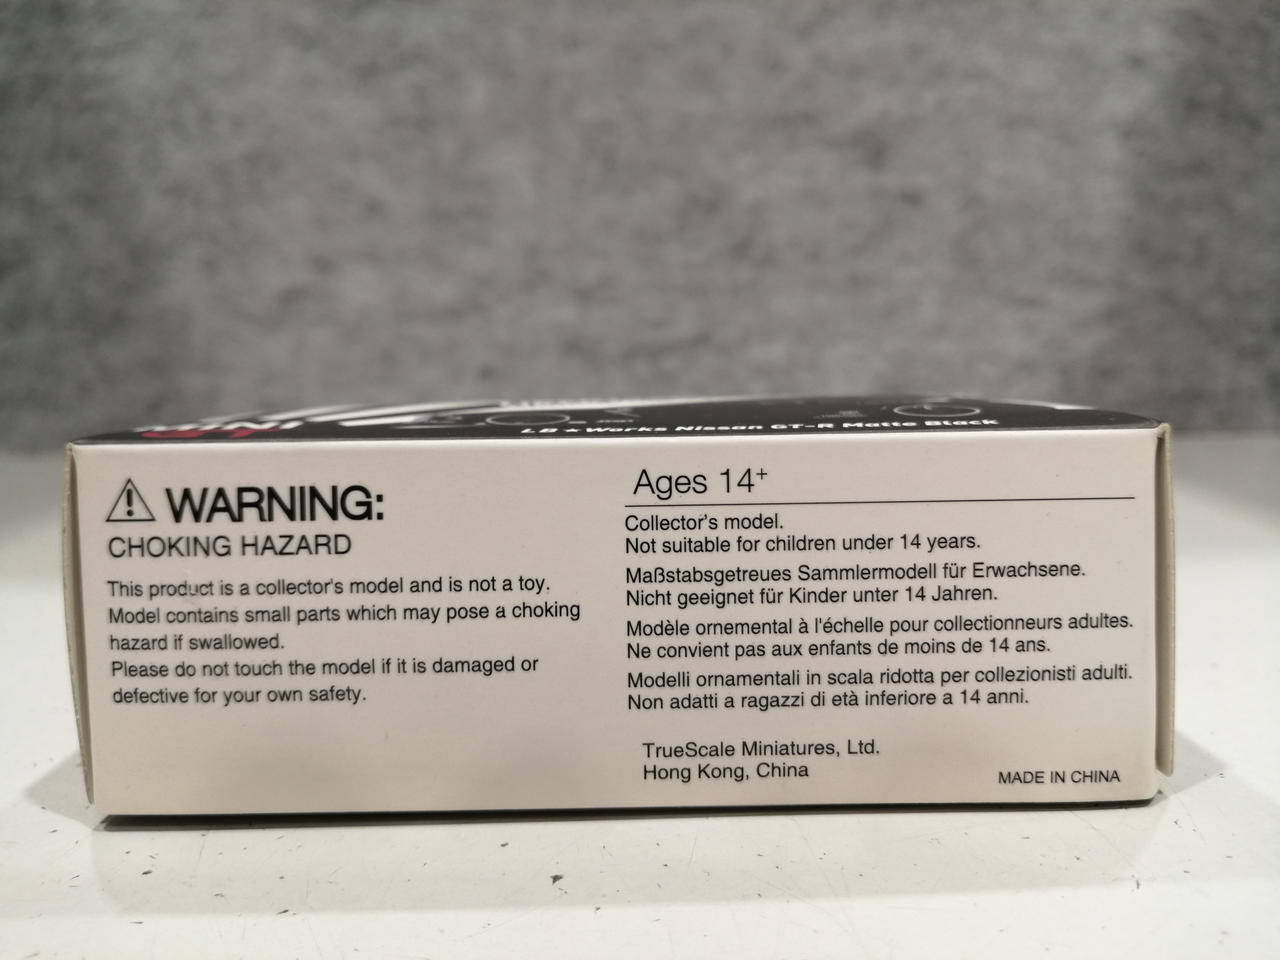 MINI
GT
LB ★ Works Nissan GT-R Matte Black
WARNING:
CHOKING HAZARD
This product is a collector's model and is not a toy.
Model contains small parts which may pose a choking
hazard if swallowed.
Please do not touch the model if it is damaged or
defective for your own safety.
Ages 14+
Collector's model.
Not suitable for children under 14 years.
Maßstabsgetreues Sammlermodell für Erwachsene.
Nicht geeignet für Kinder unter 14 Jahren.
Modèle ornemental à l'échelle pour collectionneurs adultes.
Ne convient pas aux enfants de moins de 14 ans.
Modelli ornamentali in scala ridotta per collezionisti adulti.
Non adatti a ragazzi di età inferiore a 14 anni.
TrueScale Miniatures, Ltd.
Hong Kong, China
MADE IN CHINA